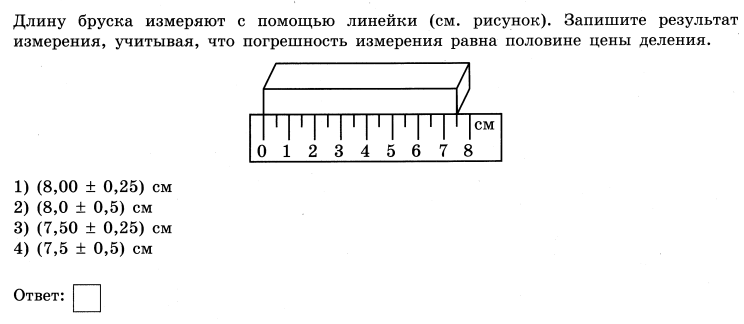 Длину бруска измеряют с помощью линейки (см. рисунок). Запишите результат
измерения, учитывая, что погрешность измерения равна половине цены деления.
см
0 1 2 3 4 5 6 7 8
1) (8,00 ± 0,25) см
2) (8,0 ± 0,5) см
3) (7,50 ± 0,25) см
4) (7,5 ± 0,5) см
Ответ: